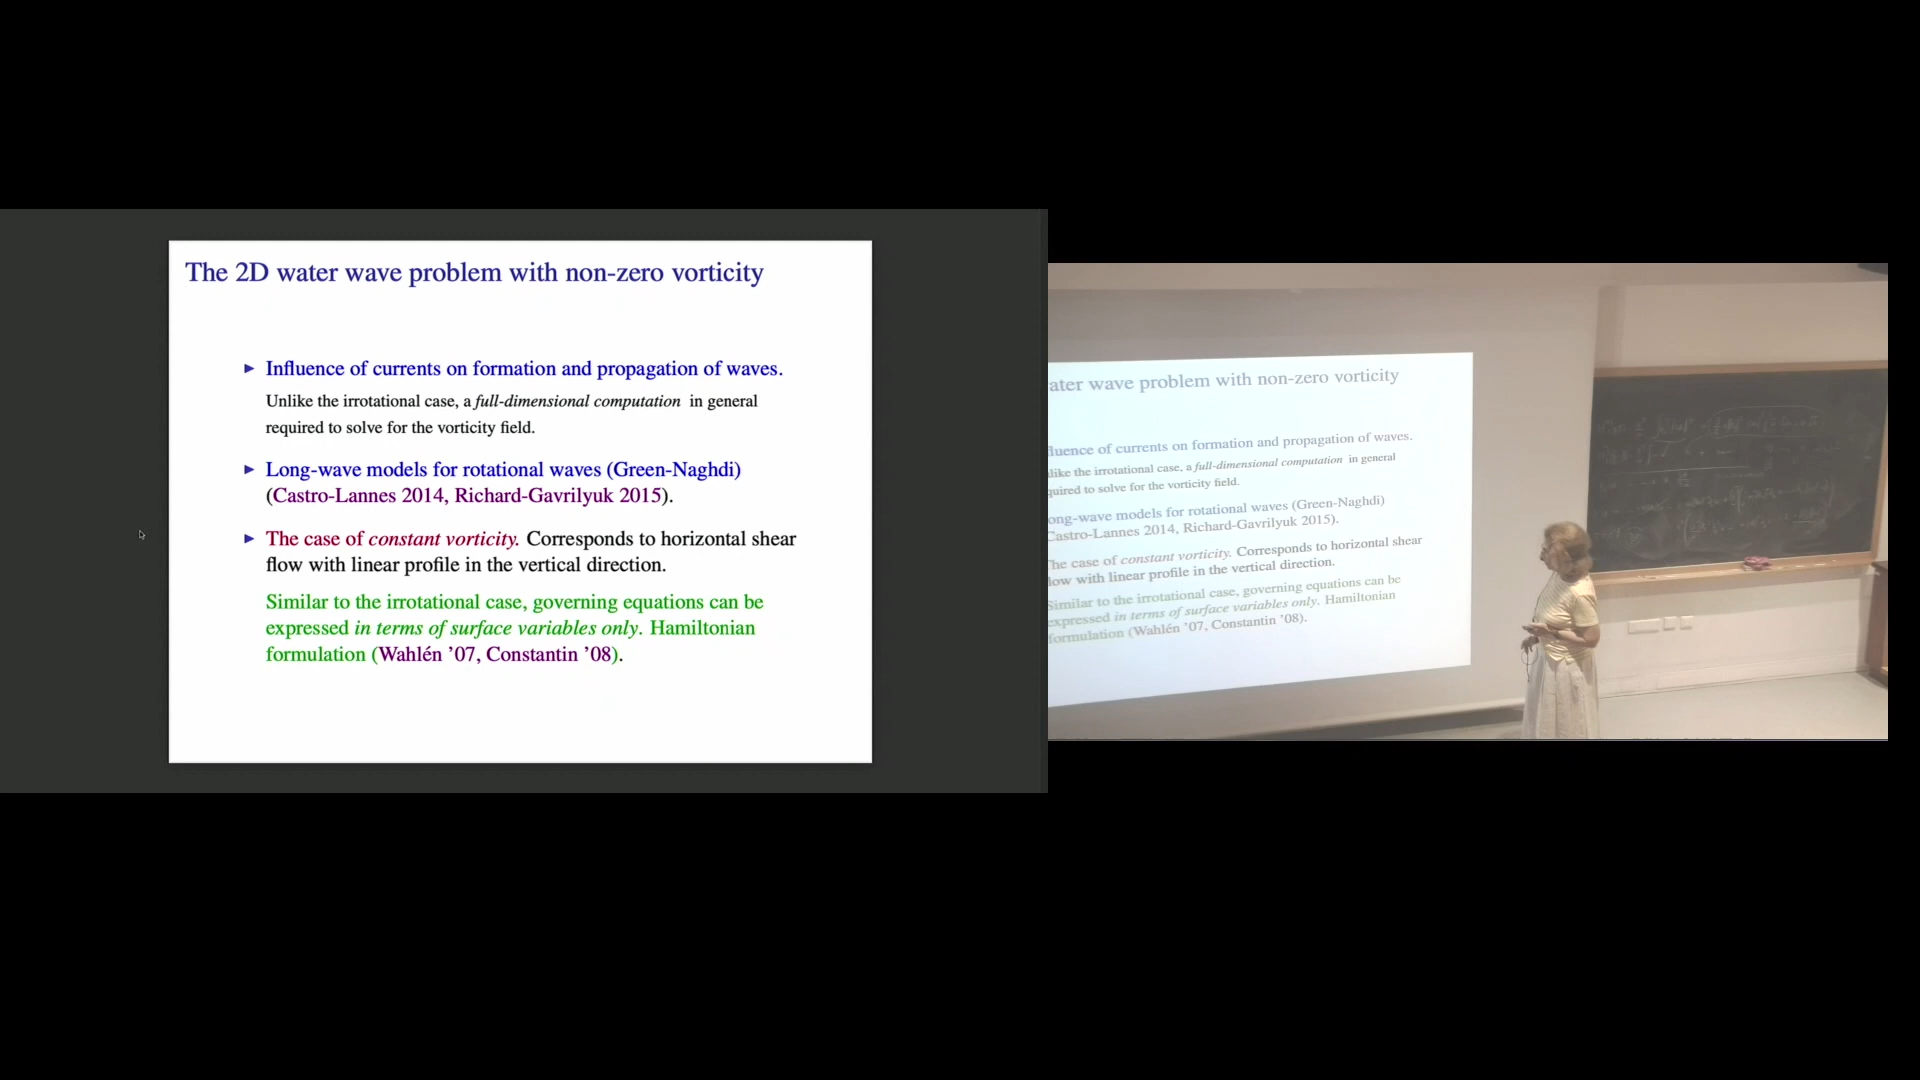 The 2D water wave problem with non-zero vorticity
► Influence of currents on formation and propagation of waves.
Unlike the irrotational case, a full-dimensional computation in general
required to solve for the vorticity field.
► Long-wave models for rotational waves (Green-Naghdi)
(Castro-Lannes 2014, Richard-Gavrilyuk 2015).
► The case of constant vorticity. Corresponds to horizontal shear
flow with linear profile in the vertical direction.
Similar to the irrotational case, governing equations can be
expressed in terms of surface variables only. Hamiltonian
formulation (Wahlén ’07, Constantin ’08).
ater wave problem with non-zero vorticity
fluence of currents on formation and propagation of waves.
like the irrotational case, a full-dimensional computation in general
quired to solve for the vorticity field.
ong-wave models for rotational waves (Green-Naghdi)
Castro-Lannes 2014, Richard-Gavrilyuk 2015).
he case of constant vorticity. Corresponds to horizontal shear
low with linear profile in the vertical direction.
Similar to the irrotational case, governing equations can be
expressed in terms of surface variables only. Hamiltonian
formulation (Wahlén ’07, Constantin ’08).